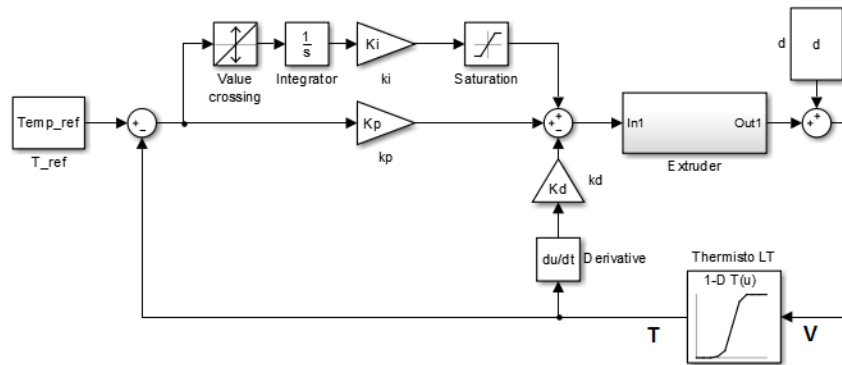 Value
crossing
1
s
Integrator
Ki
ki
Saturation
d
d
Temp_ref
T_ref
+
−
Kp
kp
+
+
−
In1
Out1
Extruder
+
+
Kd
kd
du/dt
Derivative
Thermisto LT
1-D T(u)
T
V